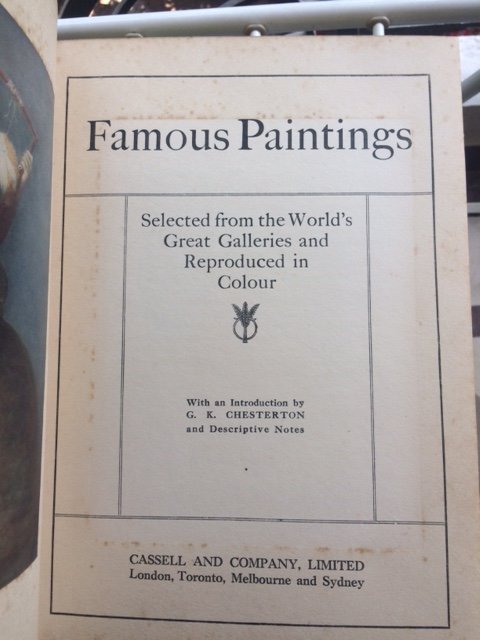 Famous Paintings
Selected from the World's
Great Galleries and
Reproduced in
Colour
With an Introduction by
G. K. CHESTERTON
and Descriptive Notes
CASSELL AND COMPANY, LIMITED
London, Toronto, Melbourne and Sydney